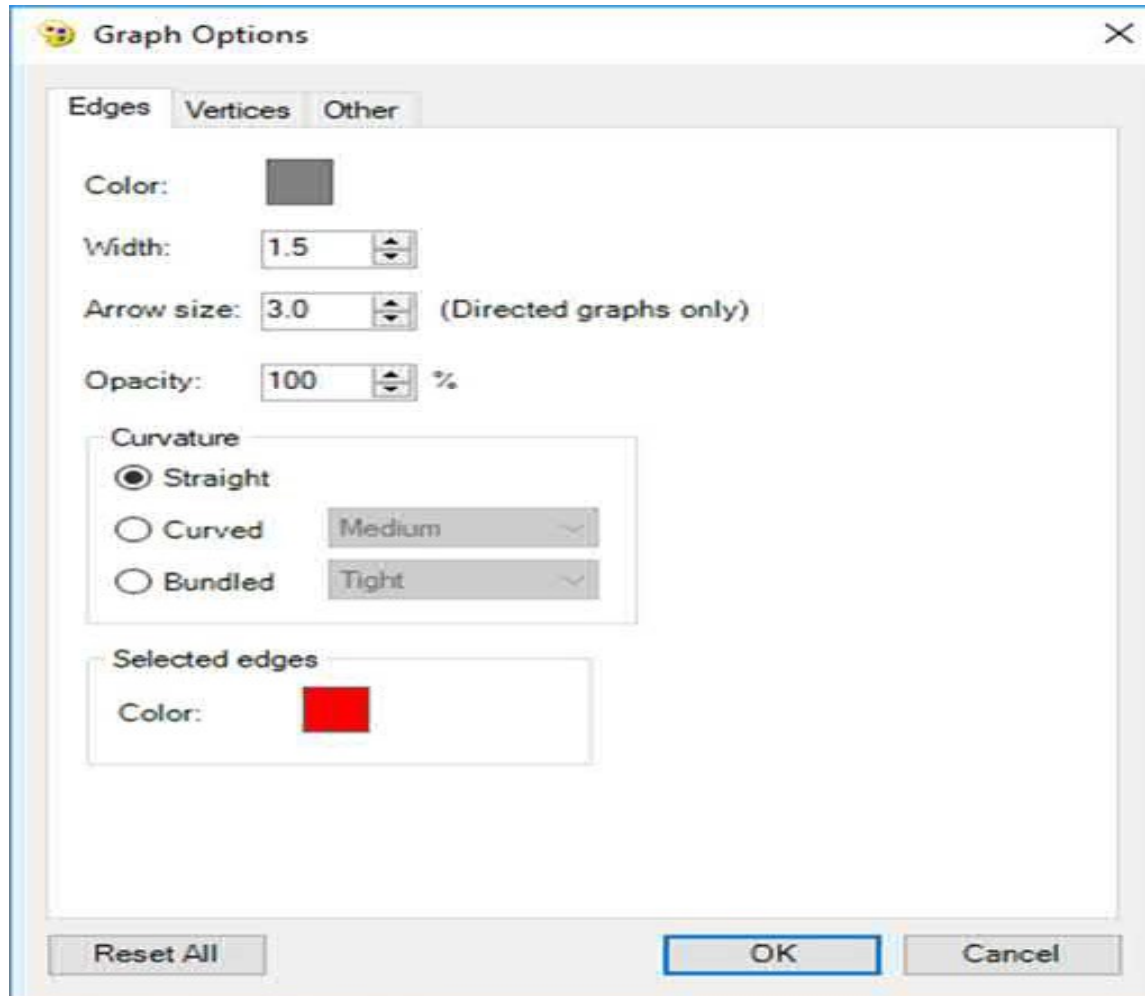 Graph Options
Edges Vertices Other
Color:
Width: 1.5
Arrow size: 3.0 (Directed graphs only)
Opacity: 100 %
Curvature
Straight
Curved Medium
Bundled Tight
Selected edges
Color:
Reset All OK Cancel